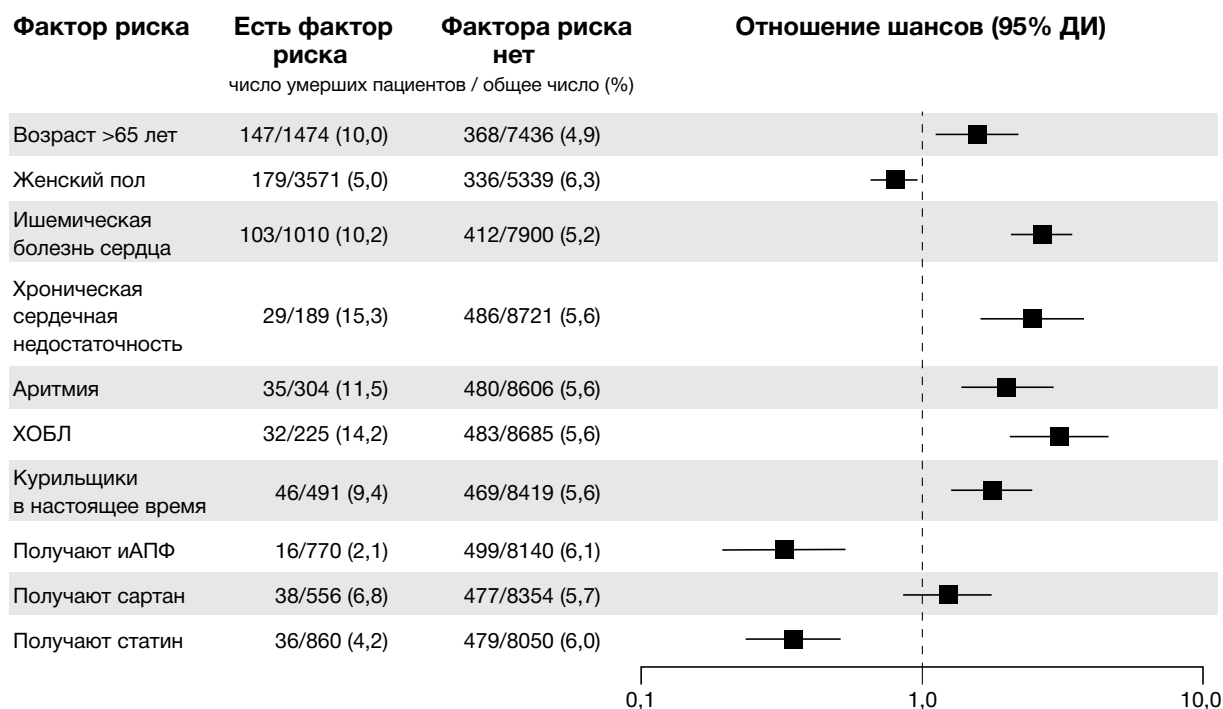 Фактор риска
Есть фактор
риска
Фактора риска
нет
Отношение шансов (95% ДИ)
число умерших пациентов / общее число (%)
Возраст >65 лет 147/1474 (10,0) 368/7436 (4,9)
Женский пол 179/3571 (5,0) 336/5339 (6,3)
Ишемическая
болезнь сердца 103/1010 (10,2) 412/7900 (5,2)
Хроническая
сердечная 29/189 (15,3) 486/8721 (5,6)
недостаточность
Аритмия 35/304 (11,5) 480/8606 (5,6)
ХОБЛ 32/225 (14,2) 483/8685 (5,6)
Курильщики
в настоящее время 46/491 (9,4) 469/8419 (5,6)
Получают иАПФ 16/770 (2,1) 499/8140 (6,1)
Получают сартан 38/556 (6,8) 477/8354 (5,7)
Получают статин 36/860 (4,2) 479/8050 (6,0)
0,1 1,0 10,0